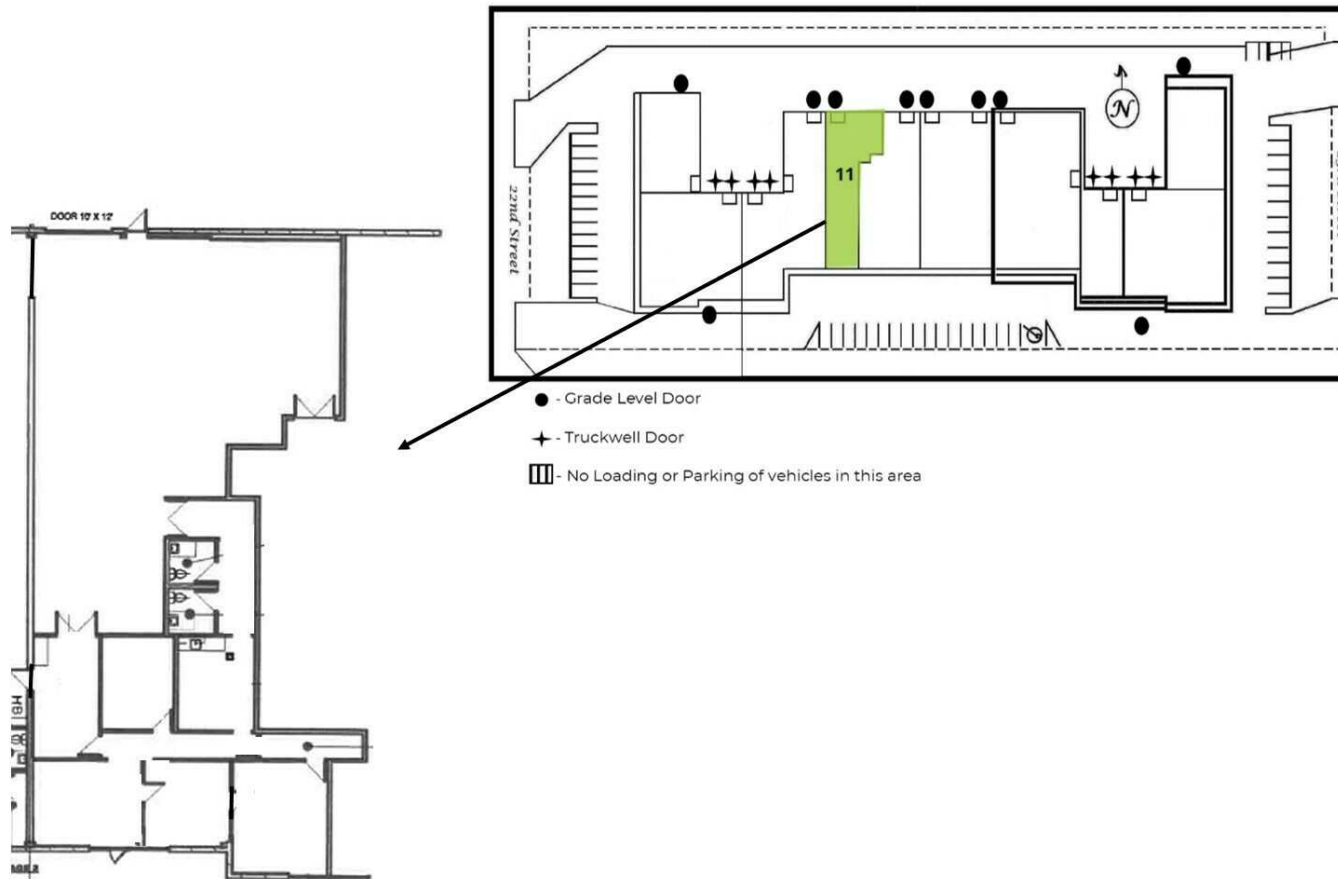 N
22nd Street
11
DOOR 10' X 12'
- Grade Level Door
- Truckwell Door
- No Loading or Parking of vehicles in this area
HB